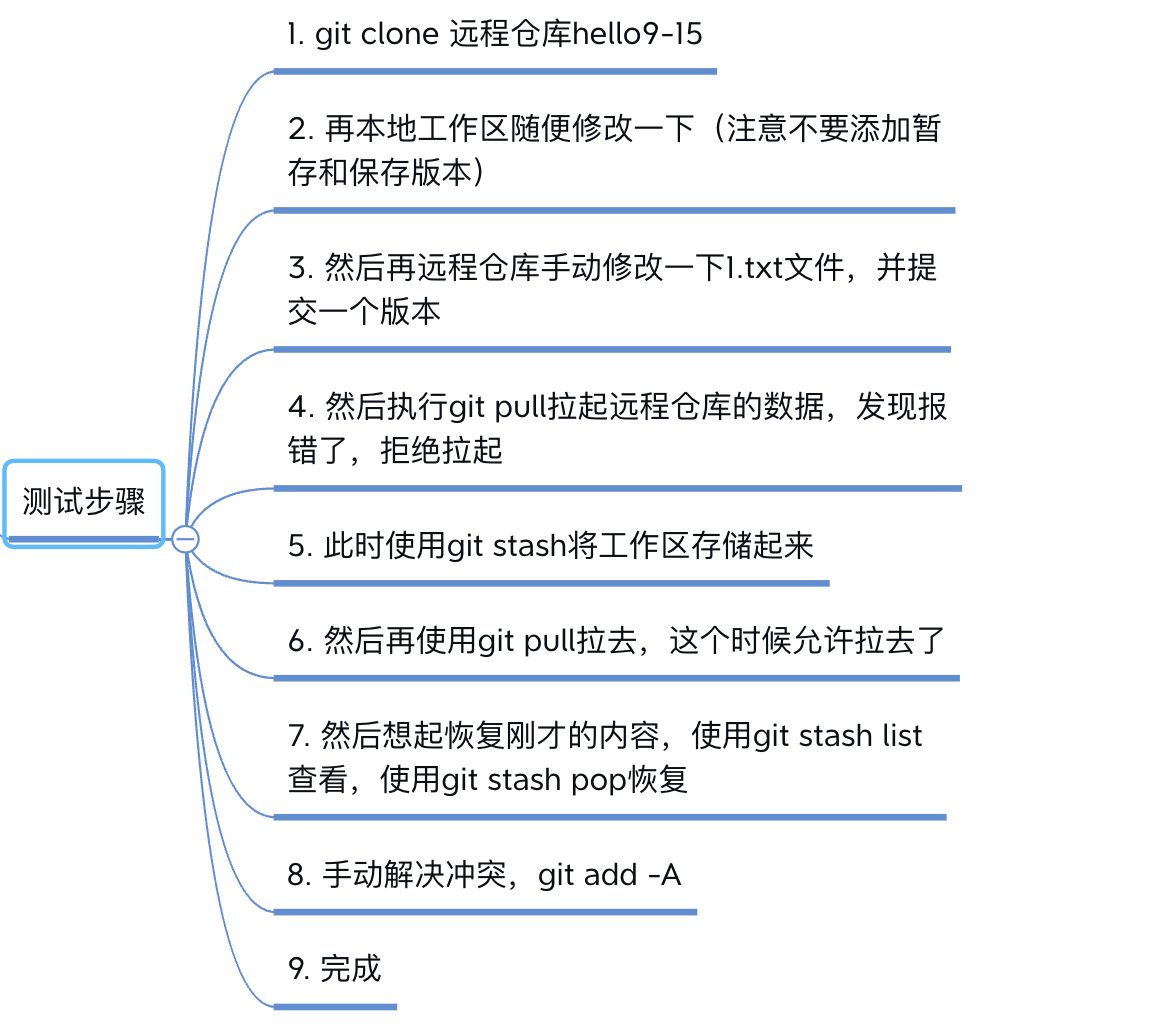 1. git clone 远程仓库hello9-15
2. 再本地工作区随便修改一下（注意不要添加暂
存和保存版本）
3. 然后再远程仓库手动修改一下1.txt文件，并提
交一个版本
4. 然后执行git pull拉起远程仓库的数据，发现报
错了，拒绝拉起
测试步骤
5. 此时使用git stash将工作区存储起来
6. 然后再使用git pull拉去，这个时候允许拉去了
7. 然后想起恢复刚才的内容，使用git stash list
查看，使用git stash pop恢复
8. 手动解决冲突，git add -A
9. 完成